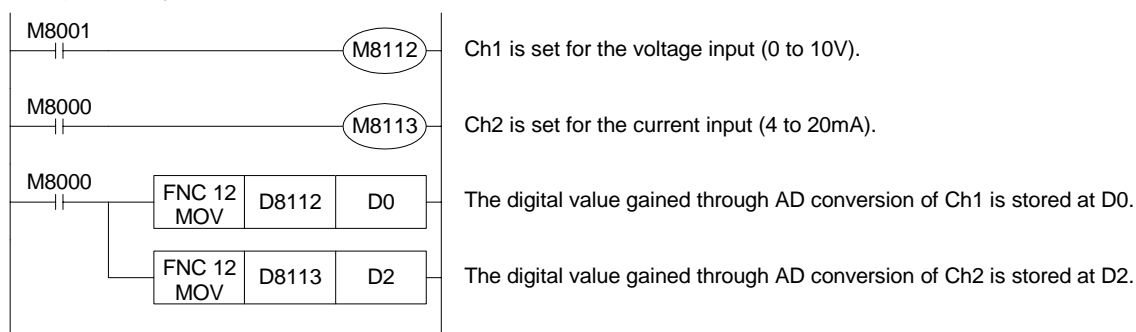 M8001
M8112
Ch1 is set for the voltage input (0 to 10V).
M8000
M8113
Ch2 is set for the current input (4 to 20mA).
M8000
FNC 12
MOV
D8112
D0
The digital value gained through AD conversion of Ch1 is stored at D0.
FNC 12
MOV
D8113
D2
The digital value gained through AD conversion of Ch2 is stored at D2.